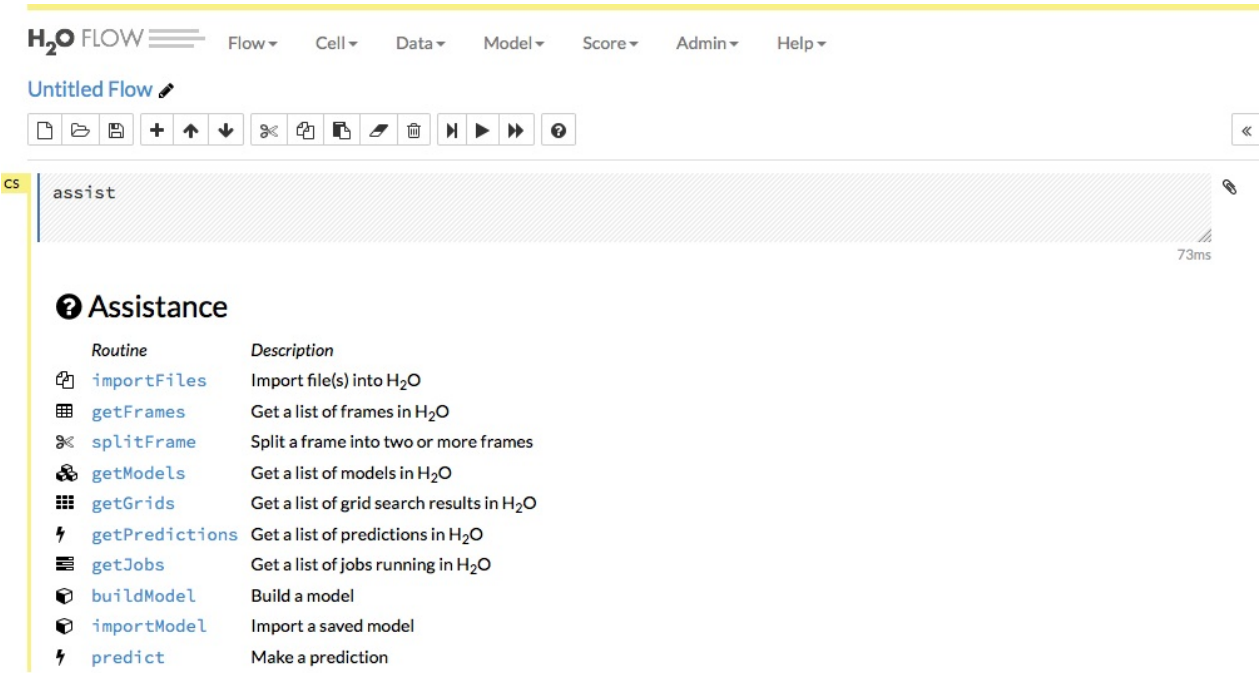 H2O FLOW Flow Cell Data Model Score Admin Help
Untitled Flow
CS
assist
73ms
Assistance
Routine Description
importFiles Import file(s) into H2O
getFrames Get a list of frames in H2O
splitFrame Split a frame into two or more frames
getModels Get a list of models in H2O
getGrids Get a list of grid search results in H2O
getPredictions Get a list of predictions in H2O
getJobs Get a list of jobs running in H2O
buildModel Build a model
importModel Import a saved model
predict Make a prediction